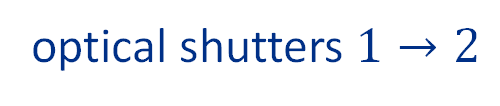 optical shutters 1 → 2